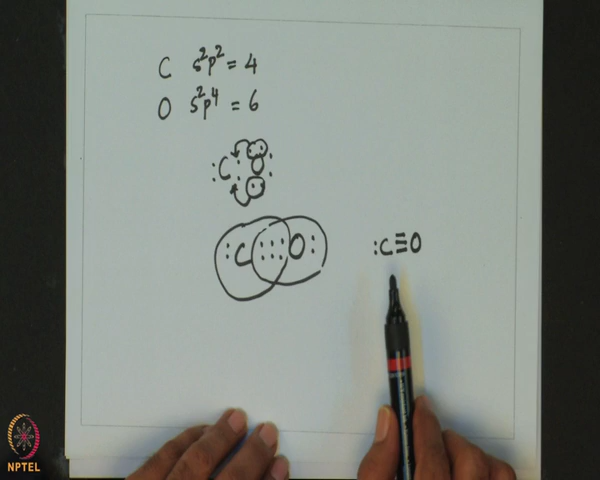 C s²p² = 4
O s²p⁴ = 6
:C : O :
:C ::: O :
:C≡O
NPTEL